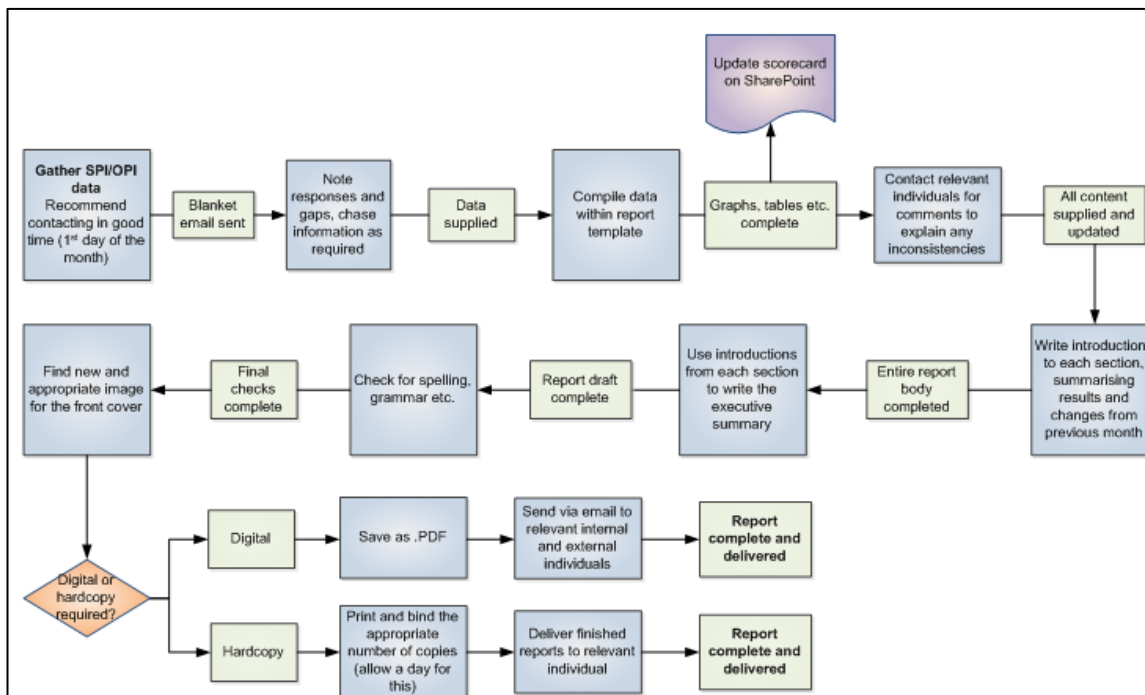 Update scorecard
on SharePoint
Gather SPI/OPI
data
Recommend
contacting in good
time (1st day of the
month)
Blanket
email sent
Note
responses and
gaps, chase
information as
required
Data
supplied
Compile data
within report
template
Graphs, tables etc.
complete
Contact relevant
individuals for
comments to
explain any
inconsistencies
All content
supplied and
updated
Write introduction
to each section,
summarising
results and
changes from
previous month
Entire report
body
completed
Use introductions
from each section
to write the
executive
summary
Report draft
complete
Check for spelling,
grammar etc.
Final
checks
complete
Find new and
appropriate image
for the front cover
Digital or
hardcopy
required?
Digital
Save as .PDF
Send via email to
relevant internal
and external
individuals
Report
complete and
delivered
Hardcopy
Print and bind the
appropriate
number of copies
(allow a day for
this)
Deliver finished
reports to relevant
individual
Report
complete and
delivered